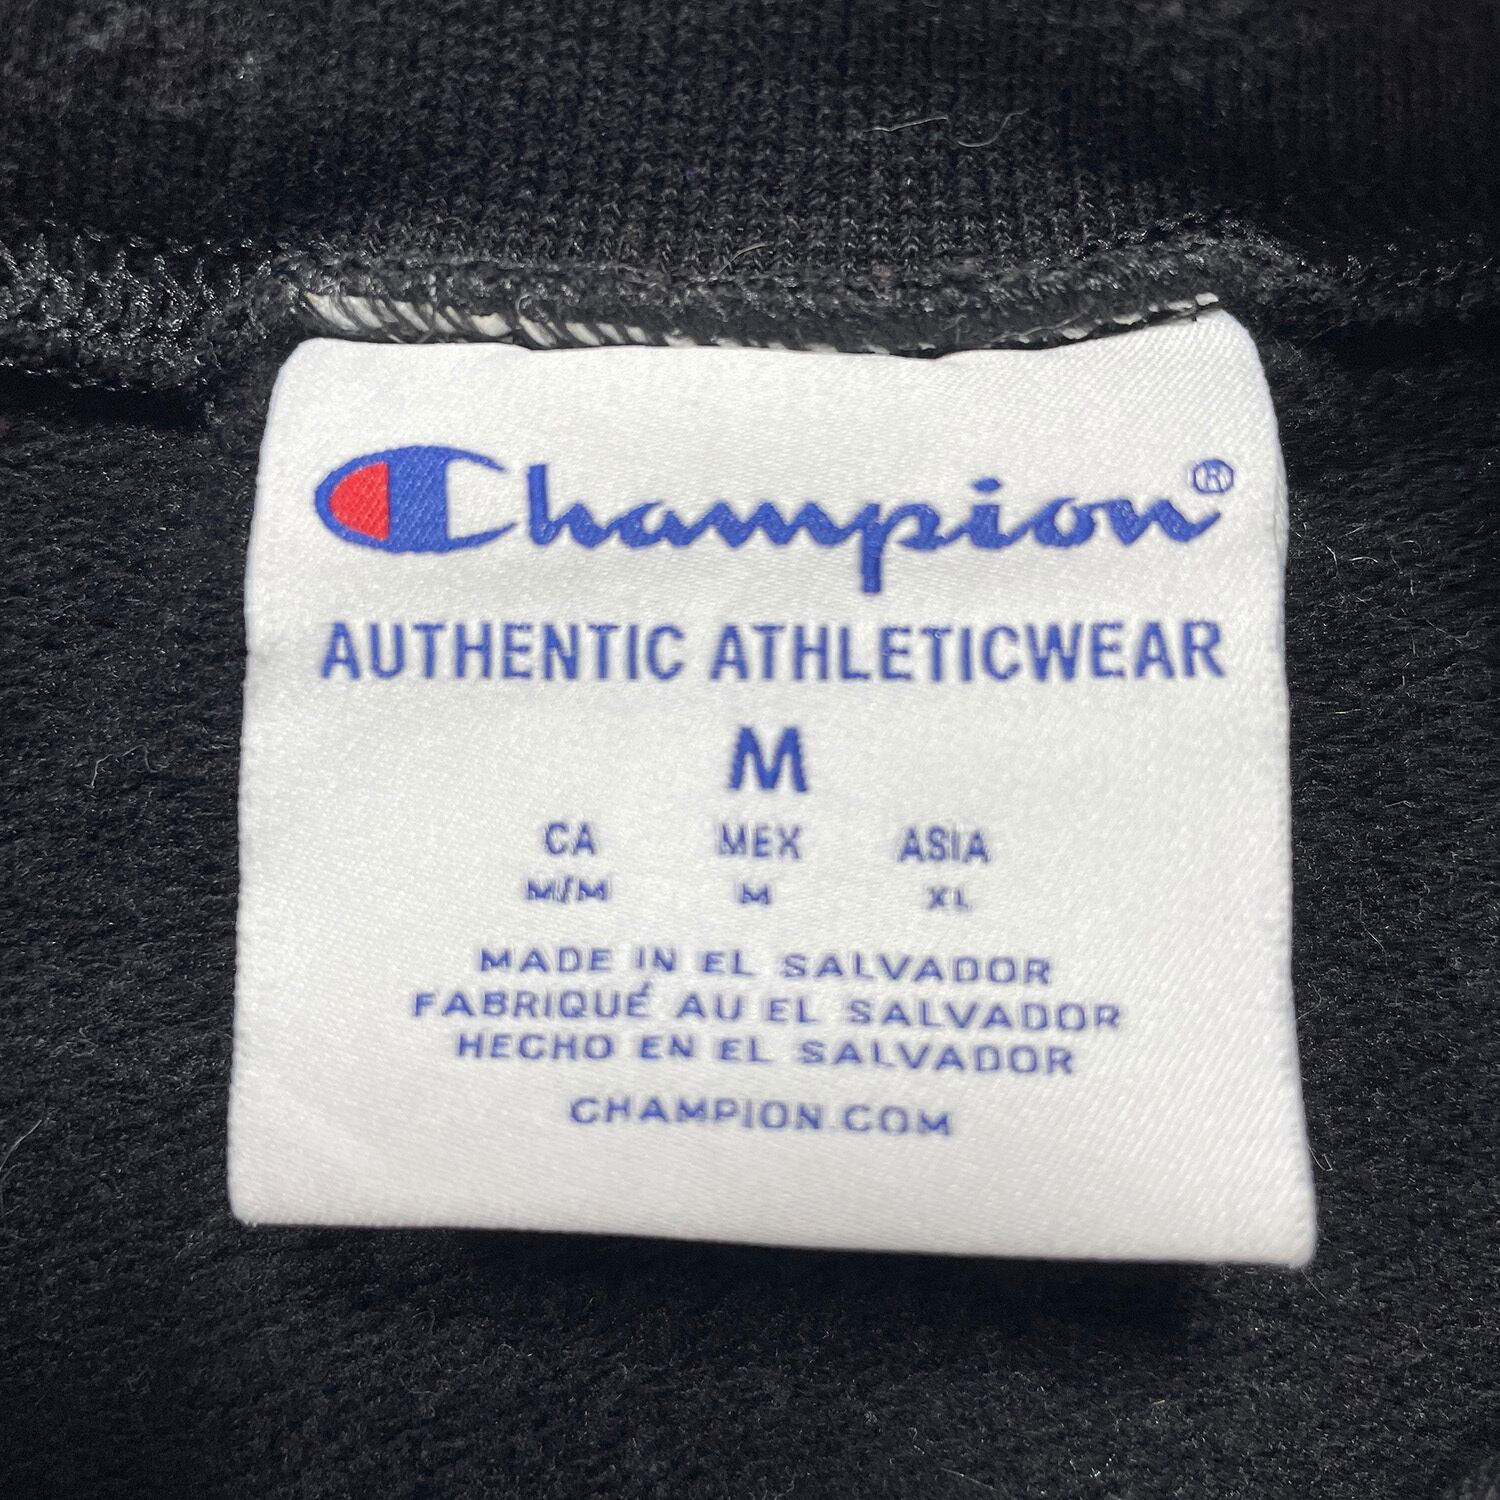 Champion®
AUTHENTIC ATHLETICWEAR
M
CA MEX ASIA
M/M M XL
MADE IN EL SALVADOR
FABRIQUÉ AU EL SALVADOR
HECHO EN EL SALVADOR
CHAMPION.COM